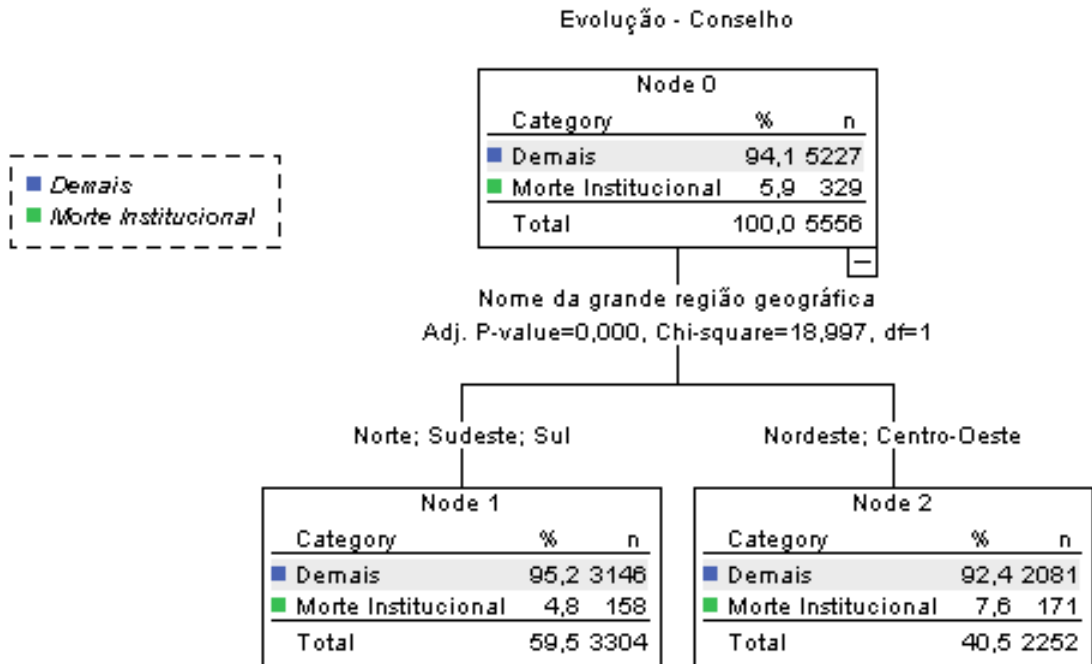 Evolução - Conselho
Demais
Morte Institucional
Node 0
Category % n
Demais 94,1 5227
Morte Institucional 5,9 329
Total 100,0 5556
Nome da grande região geográfica
Adj. P-value=0,000, Chi-square=18,997, df=1
Norte; Sudeste; Sul
Nordeste; Centro-Oeste
Node 1
Category % n
Demais 95,2 3146
Morte Institucional 4,8 158
Total 59,5 3304
Node 2
Category % n
Demais 92,4 2081
Morte Institucional 7,6 171
Total 40,5 2252